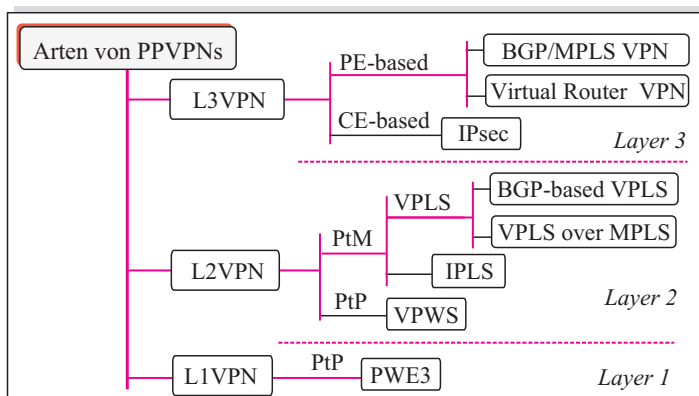 Arten von PPVPNs
L3VPN
PE-based
BGP/MPLS VPN
Virtual Router VPN
CE-based
IPsec
Layer 3
L2VPN
PtM
VPLS
BGP-based VPLS
VPLS over MPLS
IPLS
PtP
VPWS
Layer 2
L1VPN
PtP
PWE3
Layer 1